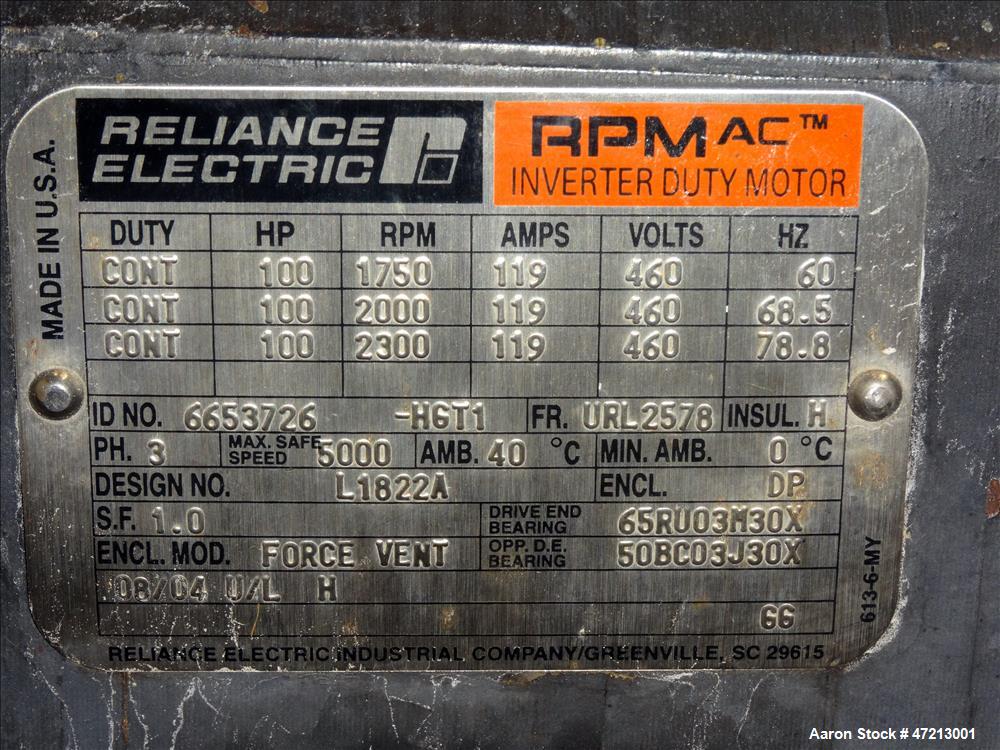 RELIANCE
ELECTRIC
RPM AC™
INVERTER DUTY MOTOR
MADE IN U.S.A.
DUTY HP RPM AMPS VOLTS HZ
CONT 100 1750 119 460 60
CONT 100 2000 119 460 68.5
CONT 100 2300 119 460 78.8
ID NO. 6653726 -HGT1 FR. URL2578 INSUL. H
PH. 3 MAX. SAFE SPEED 5000 AMB. 40 °C MIN. AMB. 0 °C
DESIGN NO. L1822A ENCL. DP
S.F. 1.0 DRIVE END BEARING 65RU03M30X
ENCL. MOD. FORCE VENT OPP. D.E. BEARING 50BC03J30X
08/04 U/L H
66
613-6-MY
RELIANCE ELECTRIC INDUSTRIAL COMPANY/GREENVILLE, SC 29615
Aaron Stock # 47213001